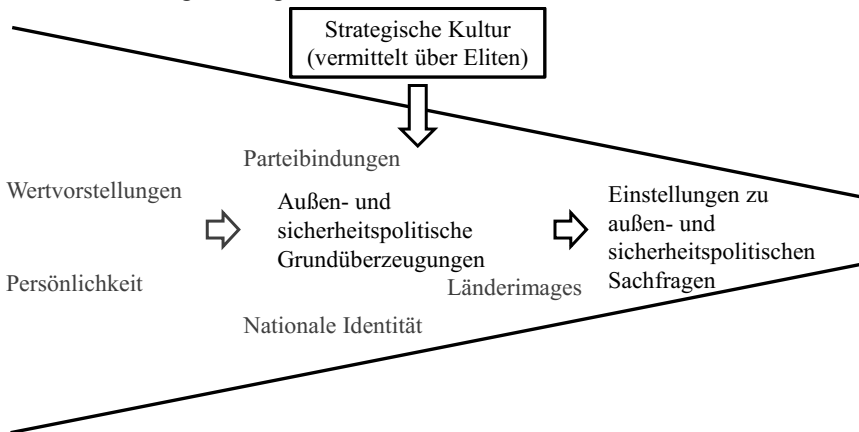 Strategische Kultur
(vermittelt über Eliten)
Parteibindungen
Wertvorstellungen
Außen- und
sicherheitspolitische
Grundüberzeugungen
Einstellungen zu
außen- und
sicherheitspolitischen
Sachfragen
Persönlichkeit
Länderimages
Nationale Identität